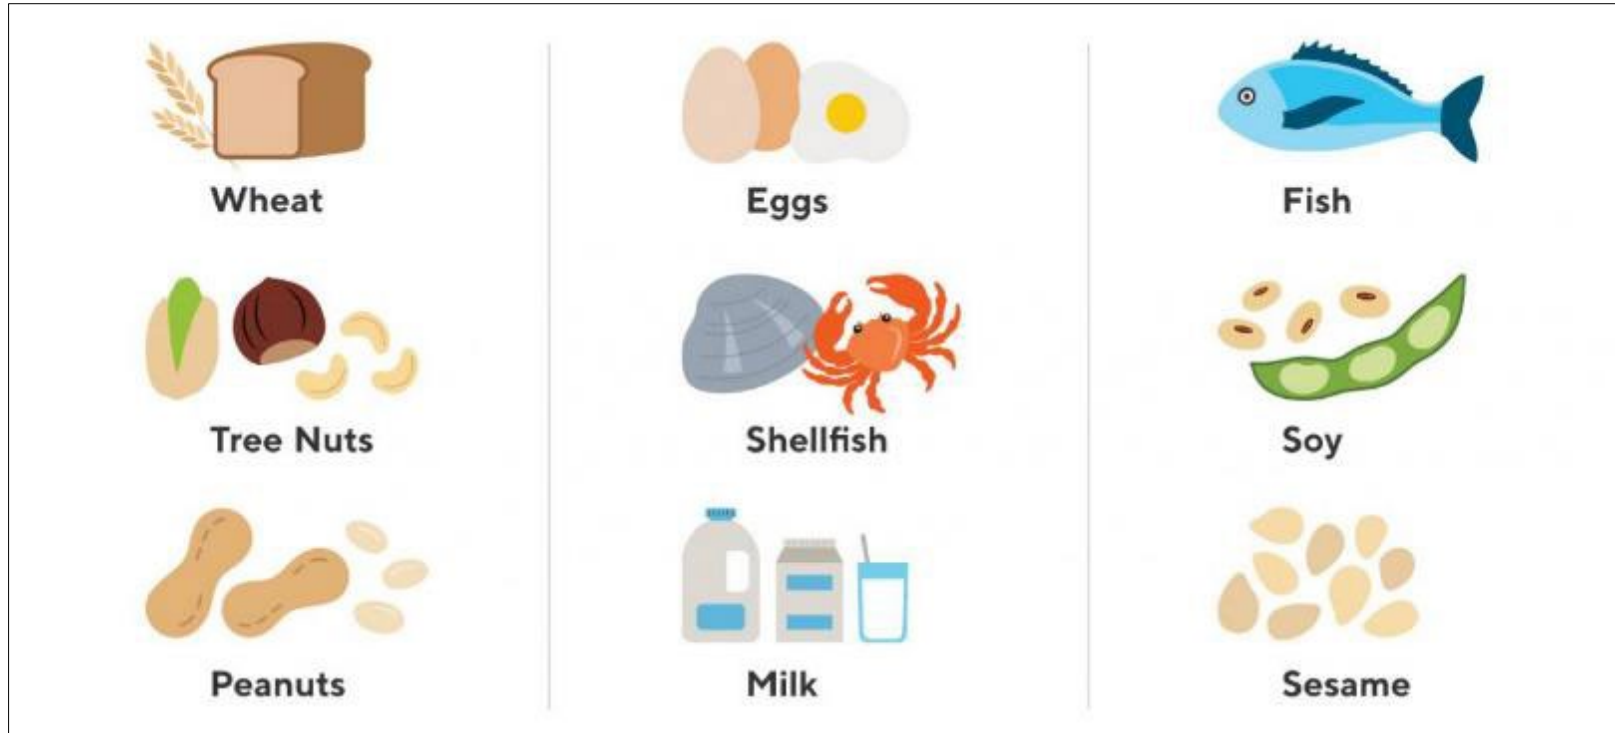 Wheat
Eggs
Fish
Tree Nuts
Shellfish
Soy
Peanuts
Milk
Sesame